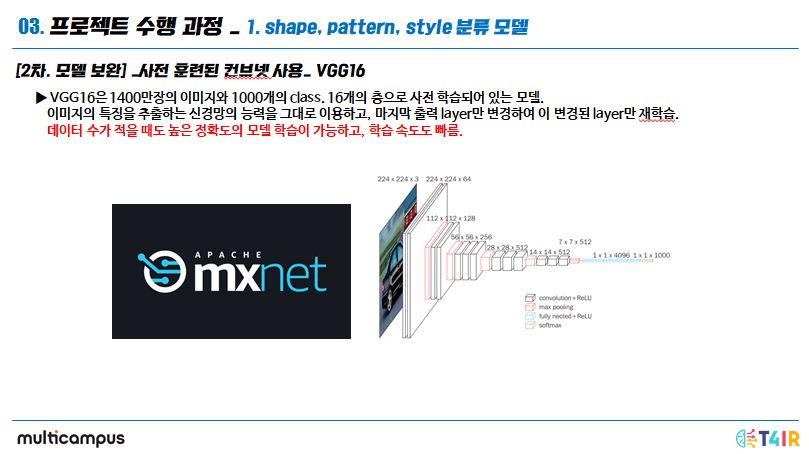 03. 프로젝트 수행 과정 _ 1. shape, pattern, style 분류 모델
[2차. 모델 보완] _사전 훈련된 컨브넷 사용_ VGG16
▶ VGG16은 1400만장의 이미지와 1000개의 class. 16개의 층으로 사전 학습되어 있는 모델.
이미지의 특징을 추출하는 신경망의 능력을 그대로 이용하고, 마지막 출력 layer만 변경하여 이 변경된 layer만 재학습.
데이터 수가 적을 때도 높은 정확도의 모델 학습이 가능하고, 학습 속도도 빠름.
224 x 224 x 3 224 x 224 x 64
112 x 112 x 128
56 x 56 x 256
28 x 28 x 512
14 x 14 x 512
7 x 7 x 512
1 x 1 x 4096 1 x 1 x 1000
APACHE
mxnet
convolution+ReLU
max pooling
fully nected+ReLU
softmax
multicampus
T4IR